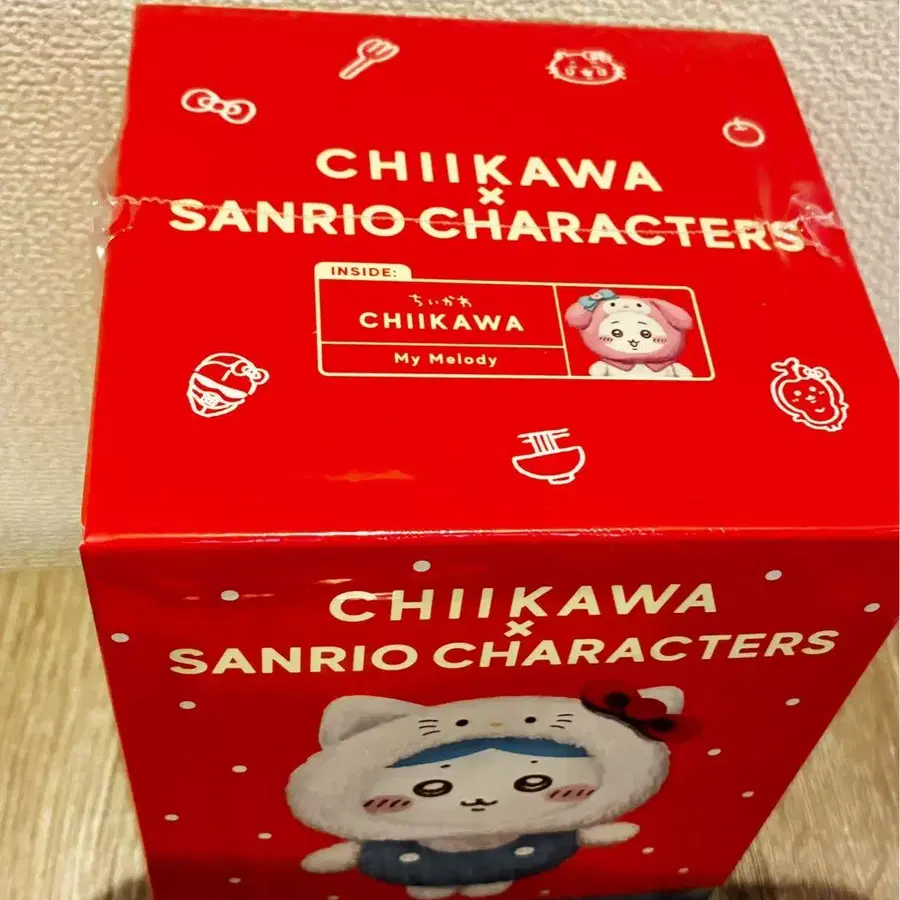 CHIIKAWA
×
SANRIO CHARACTERS
INSIDE:
ちいかわ
CHIIKAWA
My Melody
CHIIKAWA
×
SANRIO CHARACTERS